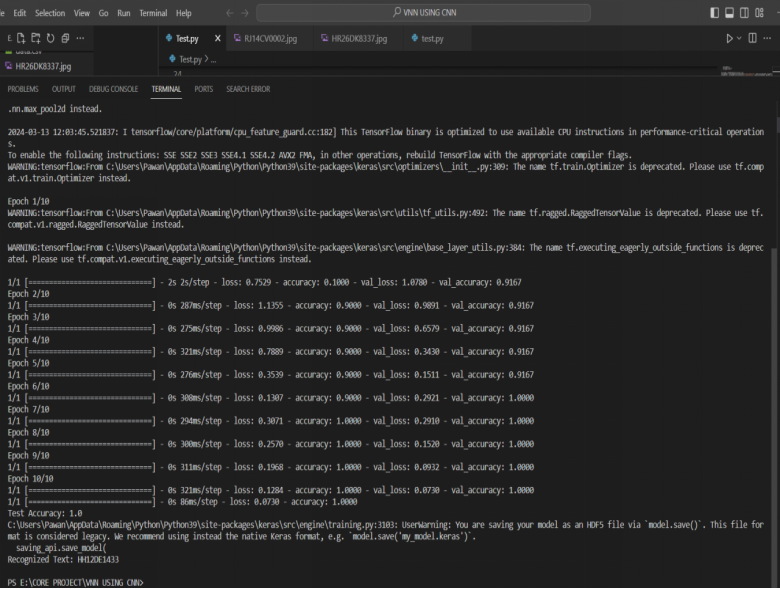 le Edit Selection View Go Run Terminal Help
VNN USING CNN
Test.py X RJ14CV0002.jpg HR26DK8337.jpg test.py
data.csv
HR26DK8337.jpg
Test.py > ...
24
PROBLEMS OUTPUT DEBUG CONSOLE TERMINAL PORTS SEARCH ERROR
.nn.max_pool2d instead.
2024-03-13 12:03:45.521837: I tensorflow/core/platform/cpu_feature_guard.cc:182] This TensorFlow binary is optimized to use available CPU instructions in performance-critical operation
s.
To enable the following instructions: SSE SSE2 SSE3 SSE4.1 SSE4.2 AVX2 FMA, in other operations, rebuild TensorFlow with the appropriate compiler flags.
WARNING:tensorflow:From C:\Users\Pawan\AppData\Roaming\Python\Python39\site-packages\keras\src\optimizers\__init__.py:309: The name tf.train.Optimizer is deprecated. Please use tf.comp
at.v1.train.Optimizer instead.
Epoch 1/10
WARNING:tensorflow:From C:\Users\Pawan\AppData\Roaming\Python\Python39\site-packages\keras\src\utils\tf_utils.py:492: The name tf.ragged.RaggedTensorValue is deprecated. Please use tf.
compat.v1.ragged.RaggedTensorValue instead.
WARNING:tensorflow:From C:\Users\Pawan\AppData\Roaming\Python\Python39\site-packages\keras\src\engine\base_layer_utils.py:384: The name tf.executing_eagerly_outside_functions is deprec
ated. Please use tf.compat.v1.executing_eagerly_outside_functions instead.
1/1 [==============================] - 2s 2s/step - loss: 0.7529 - accuracy: 0.1000 - val_loss: 1.0780 - val_accuracy: 0.9167
Epoch 2/10
1/1 [==============================] - 0s 287ms/step - loss: 1.1355 - accuracy: 0.9000 - val_loss: 0.9891 - val_accuracy: 0.9167
Epoch 3/10
1/1 [==============================] - 0s 275ms/step - loss: 0.9986 - accuracy: 0.9000 - val_loss: 0.6579 - val_accuracy: 0.9167
Epoch 4/10
1/1 [==============================] - 0s 321ms/step - loss: 0.7889 - accuracy: 0.9000 - val_loss: 0.3430 - val_accuracy: 0.9167
Epoch 5/10
1/1 [==============================] - 0s 276ms/step - loss: 0.3539 - accuracy: 0.9000 - val_loss: 0.1511 - val_accuracy: 0.9167
Epoch 6/10
1/1 [==============================] - 0s 308ms/step - loss: 0.1307 - accuracy: 0.9000 - val_loss: 0.2921 - val_accuracy: 1.0000
Epoch 7/10
1/1 [==============================] - 0s 294ms/step - loss: 0.3071 - accuracy: 1.0000 - val_loss: 0.2910 - val_accuracy: 1.0000
Epoch 8/10
1/1 [==============================] - 0s 300ms/step - loss: 0.2570 - accuracy: 1.0000 - val_loss: 0.1520 - val_accuracy: 1.0000
Epoch 9/10
1/1 [==============================] - 0s 311ms/step - loss: 0.1968 - accuracy: 1.0000 - val_loss: 0.0932 - val_accuracy: 1.0000
Epoch 10/10
1/1 [==============================] - 0s 321ms/step - loss: 0.1284 - accuracy: 1.0000 - val_loss: 0.0730 - val_accuracy: 1.0000
1/1 [==============================] - 0s 86ms/step - loss: 0.0730 - accuracy: 1.0000
Test Accuracy: 1.0
C:\Users\Pawan\AppData\Roaming\Python\Python39\site-packages\keras\src\engine\training.py:3103: UserWarning: You are saving your model as an HDF5 file via `model.save()`. This file for
mat is considered legacy. We recommend using instead the native Keras format, e.g. `model.save('my_model.keras')`.
saving_api.save_model(
Recognized Text: HH12DE1433
PS E:\CORE PROJECT\VNN USING CNN>